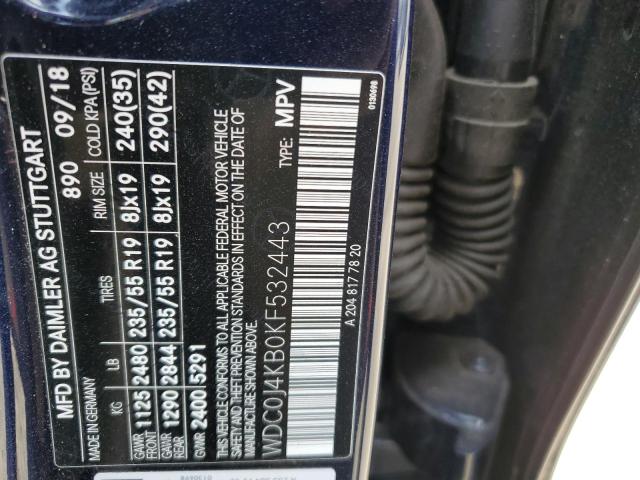 MFD BY DAIMLER AG STUTTGART
MADE IN GERMANY 890 09/18
KG LB TIRES RIM SIZE COLD KPA(PSI)
GAWR FRONT 1125 2480 235/55 R19 8Jx19 240(35)
GAWR REAR 1290 2844 235/55 R19 8Jx19 290(42)
GVWR 2400 5291
THIS VEHICLE CONFORMS TO ALL APPLICABLE FEDERAL MOTOR VEHICLE
SAFETY AND THEFT PREVENTION STANDARDS IN EFFECT ON THE DATE OF
MANUFACTURE SHOWN ABOVE.
WDC0J4KB0KF532443 TYPE: MPV
A 204 817 78 20 0130698